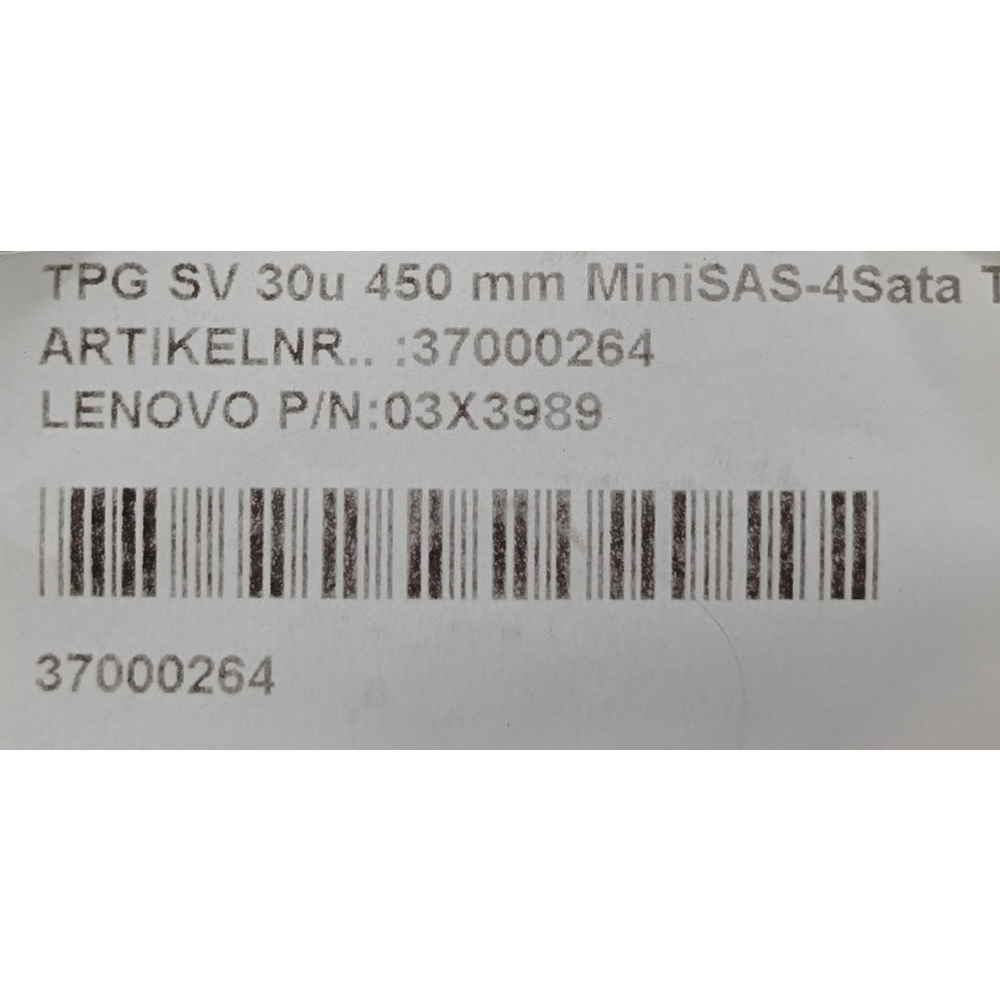 TPG SV 30u 450 mm MiniSAS-4Sata T
ARTIKELNR.. :37000264
LENOVO P/N:03X3989
37000264